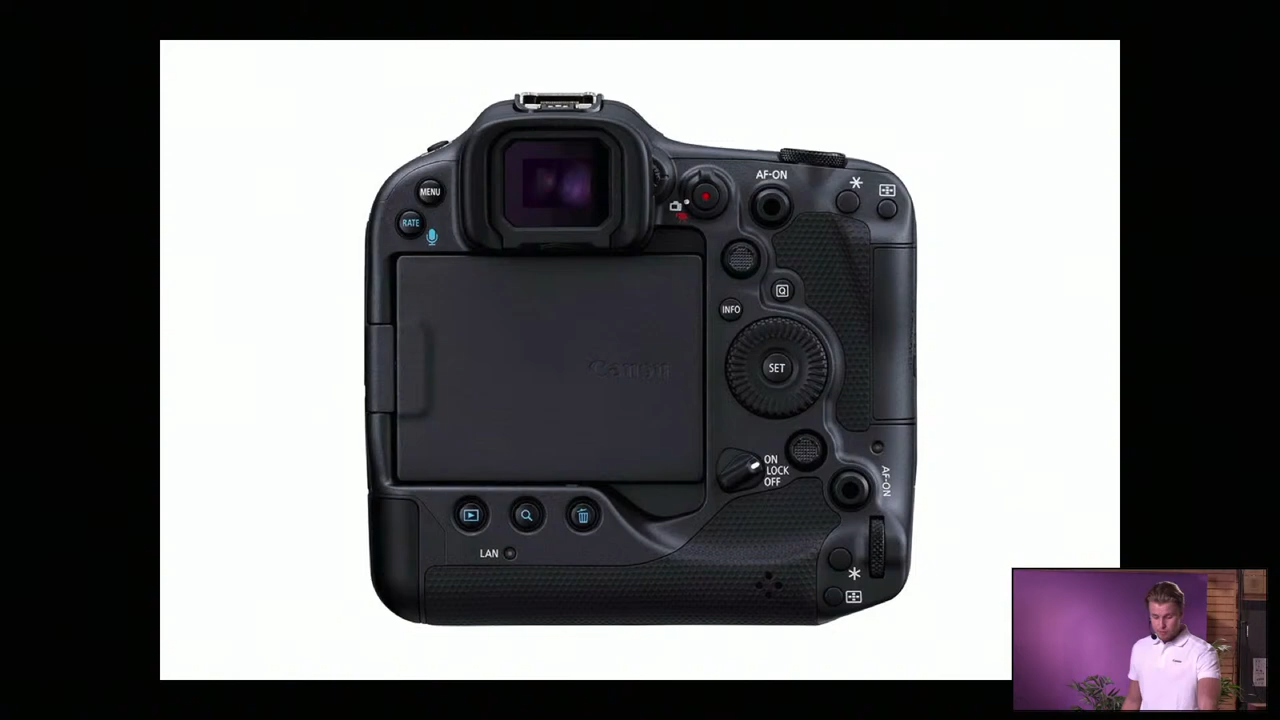 AF-ON
MENU
RATE
Q
INFO
Canon
SET
ON
LOCK
OFF
AF-ON
LAN